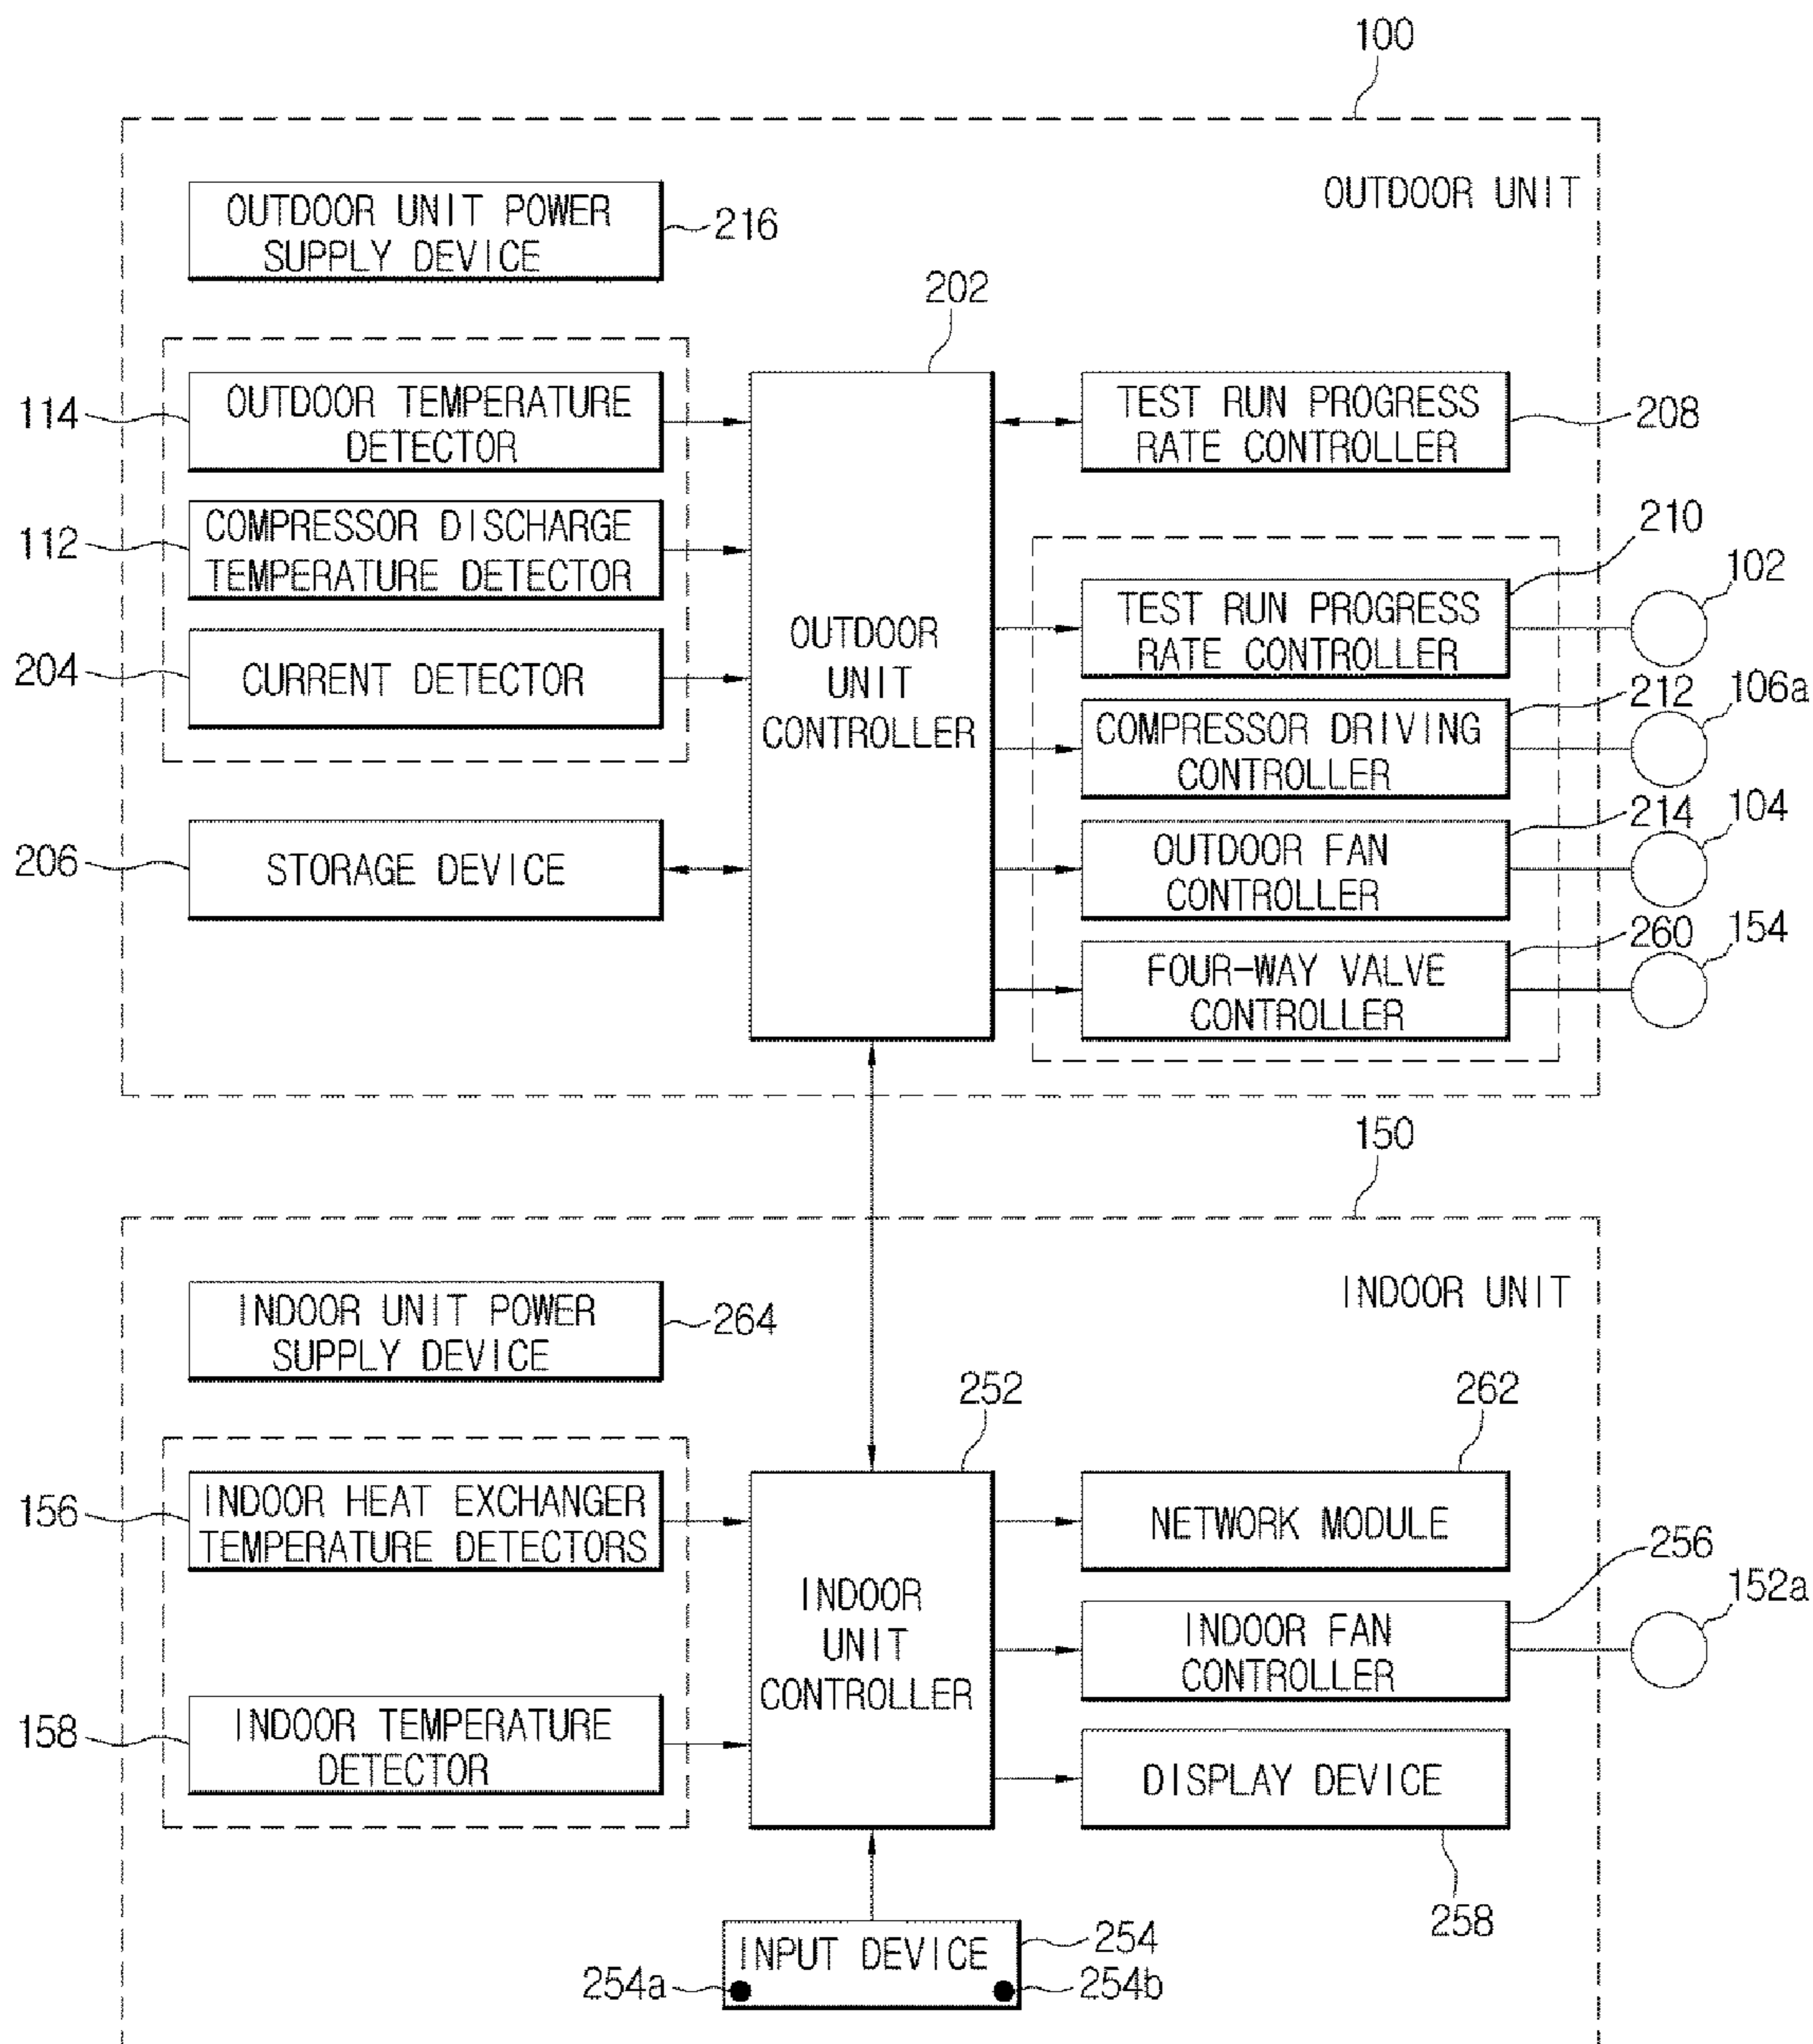 100
OUTDOOR UNIT
OUTDOOR UNIT POWER
SUPPLY DEVICE
216
202
114
OUTDOOR TEMPERATURE
DETECTOR
TEST RUN PROGRESS
RATE CONTROLLER
208
112
COMPRESSOR DISCHARGE
TEMPERATURE DETECTOR
210
TEST RUN PROGRESS
RATE CONTROLLER
102
204
CURRENT DETECTOR
OUTDOOR
UNIT
CONTROLLER
212
COMPRESSOR DRIVING
CONTROLLER
106a
206
STORAGE DEVICE
214
OUTDOOR FAN
CONTROLLER
104
260
FOUR-WAY VALVE
CONTROLLER
154
150
INDOOR UNIT
INDOOR UNIT POWER
SUPPLY DEVICE
264
252
262
156
INDOOR HEAT EXCHANGER
TEMPERATURE DETECTORS
NETWORK MODULE
256
INDOOR
UNIT
CONTROLLER
INDOOR FAN
CONTROLLER
152a
158
INDOOR TEMPERATURE
DETECTOR
DISPLAY DEVICE
258
INPUT DEVICE
254
254a
254b